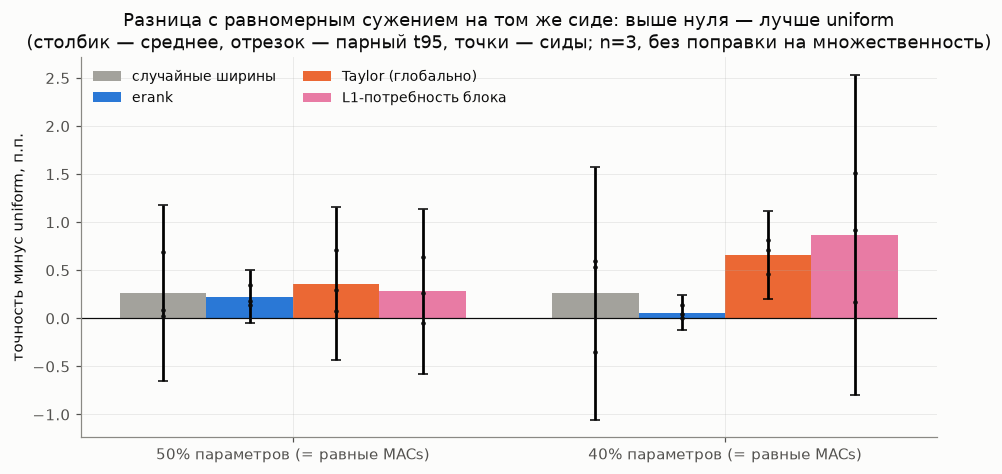 Разница с равномерным сужением на том же сиде: выше нуля — лучше uniform
(столбик — среднее, отрезок — парный t95, точки — сиды; n=3, без поправки на множественность)
случайные ширины
erank
Taylor (глобально)
L1-потребность блока
точность минус uniform, п.п.
2.5
2.0
1.5
1.0
0.5
0.0
−0.5
−1.0
50% параметров (= равные MACs)
40% параметров (= равные MACs)